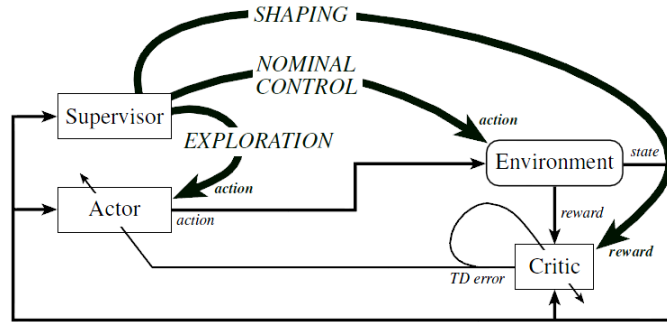 SHAPING
NOMINAL
CONTROL
Supervisor
action
EXPLORATION
Environment
state
action
Actor
action
reward
TD error
Critic
reward